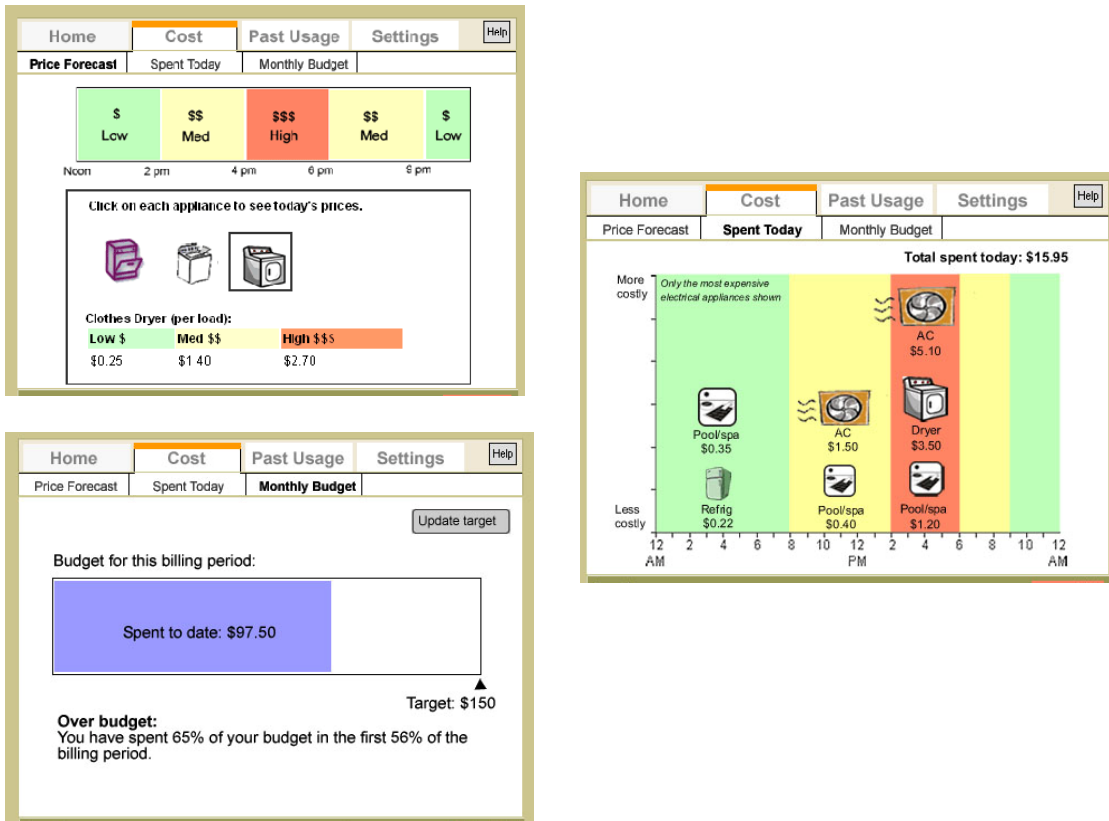 Home Cost Past Usage Settings Help
Price Forecast Spent Today Monthly Budget
$ $$ $$$ $$ $
Low Med High Med Low
Noon 2 pm 4 pm 6 pm 9 pm
Click on each appliance to see today's prices.
Clothes Dryer (per load):
Low $ Med $$ High $$$
$0.25 $1 40 $2.70
Home Cost Past Usage Settings Help
Price Forecast Spent Today Monthly Budget
Update target
Budget for this billing period:
Spent to date: $97.50
Target: $150
Over budget:
You have spent 65% of your budget in the first 56% of the
billing period.
Home Cost Past Usage Settings Help
Price Forecast Spent Today Monthly Budget
Total spent today: $15.95
More
costly
Only the most expensive
electrical appliances shown
AC
$5.10
Pool/spa
$0.35
AC
$1.50
Dryer
$3.50
Less
costly
Refrig
$0.22
Pool/spa
$0.40
Pool/spa
$1.20
12 2 4 6 8 10 12 2 4 6 8 10 12
AM PM AM